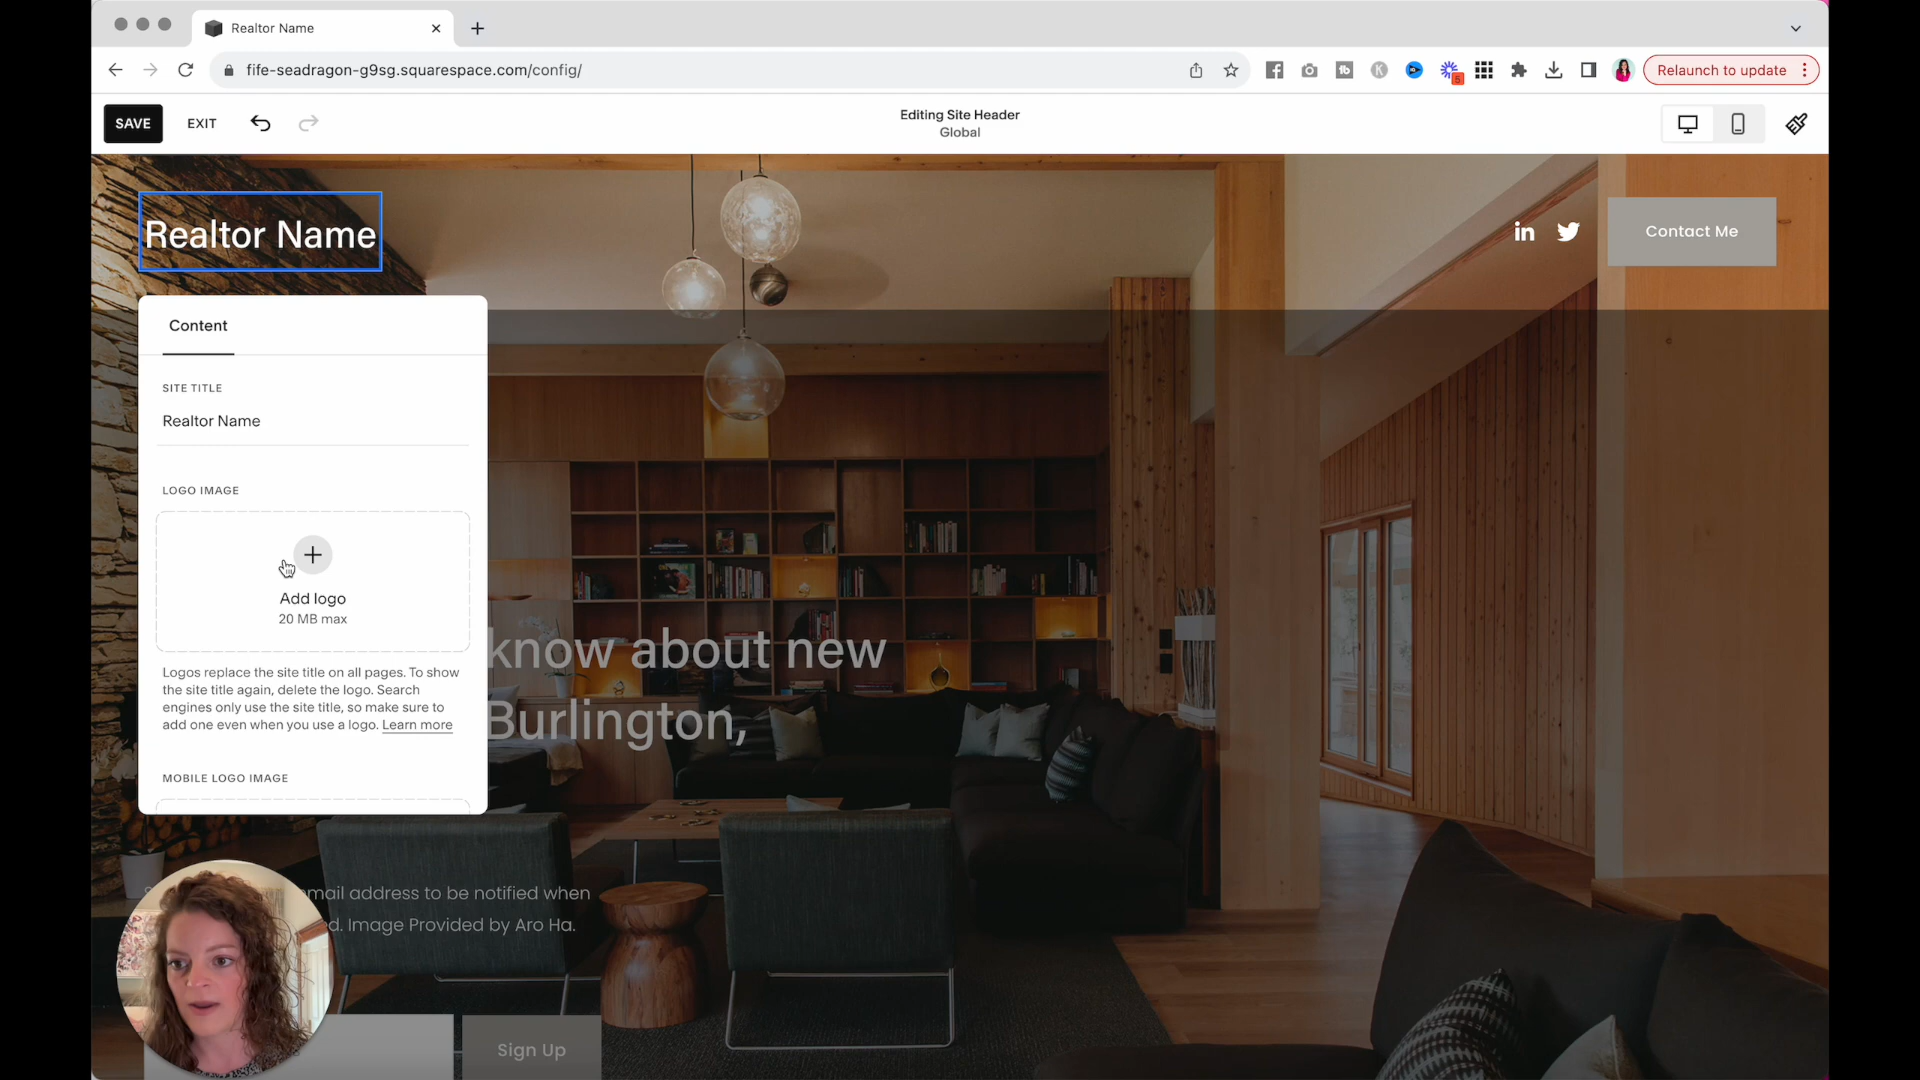 Realtor Name
fife-seadragon-g9sg.squarespace.com/config/
Relaunch to update
SAVE
EXIT
Editing Site Header
Global
Realtor Name
Contact Me
Content
SITE TITLE
Realtor Name
LOGO IMAGE
Add logo
20 MB max
Logos replace the site title on all pages. To show
the site title again, delete the logo. Search
engines only use the site title, so make sure to
add one even when you use a logo. Learn more
MOBILE LOGO IMAGE
know about new
Burlington,
email address to be notified when
Image Provided by Aro Ha.
Sign Up